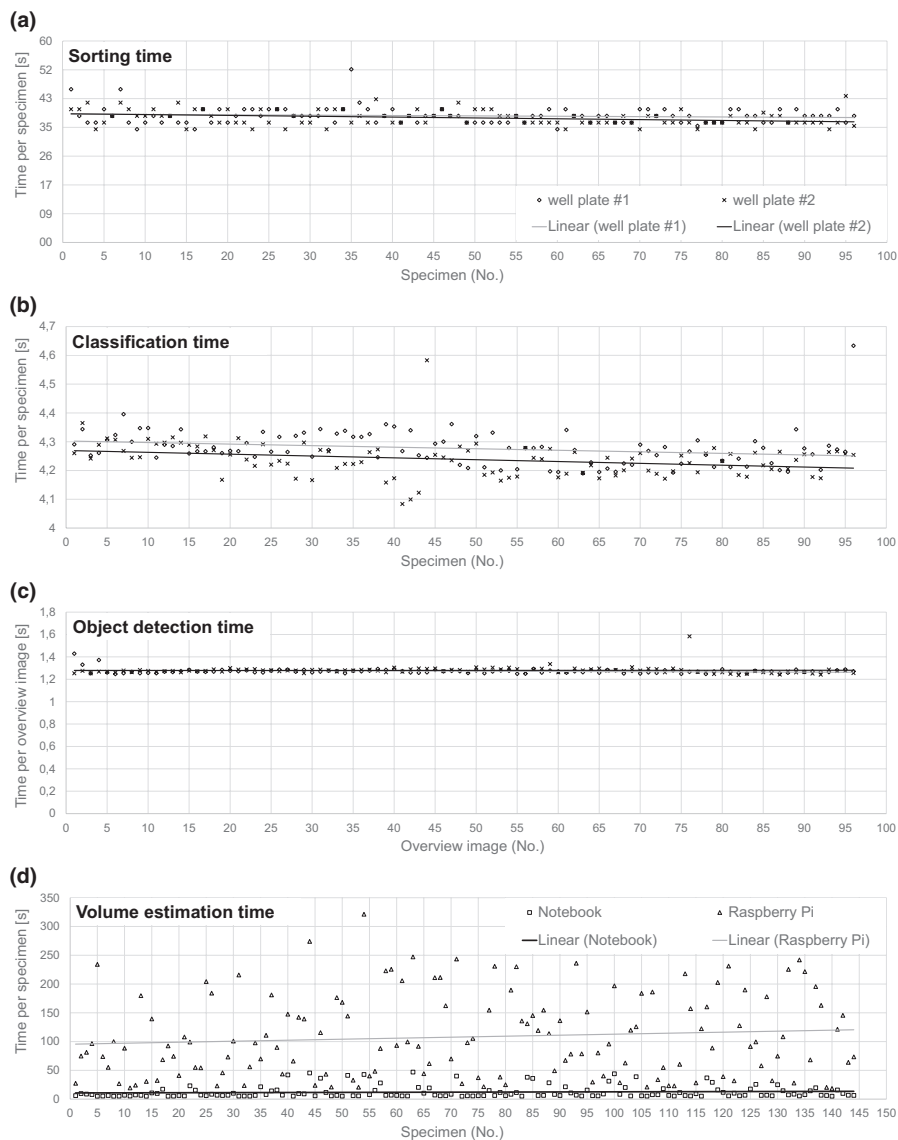 (a)
Sorting time
Time per specimen [s]
60
52
43
35
26
17
09
00
well plate #1
well plate #2
Linear (well plate #1)
Linear (well plate #2)
0 5 10 15 20 25 30 35 40 45 50 55 60 65 70 75 80 85 90 95 100
Specimen (No.)
(b)
Classification time
Time per specimen [s]
4,7
4,6
4,5
4,4
4,3
4,2
4,1
4
0 5 10 15 20 25 30 35 40 45 50 55 60 65 70 75 80 85 90 95 100
Specimen (No.)
(c)
Object detection time
Time per overview image [s]
1,8
1,6
1,4
1,2
1
0,8
0,6
0,4
0,2
0
0 5 10 15 20 25 30 35 40 45 50 55 60 65 70 75 80 85 90 95 100
Overview image (No.)
(d)
Volume estimation time
Time per specimen [s]
350
300
250
200
150
100
50
0
Notebook
Raspberry Pi
Linear (Notebook)
Linear (Raspberry Pi)
0 5 10 15 20 25 30 35 40 45 50 55 60 65 70 75 80 85 90 95 100 105 110 115 120 125 130 135 140 145 150
Specimen (No.)